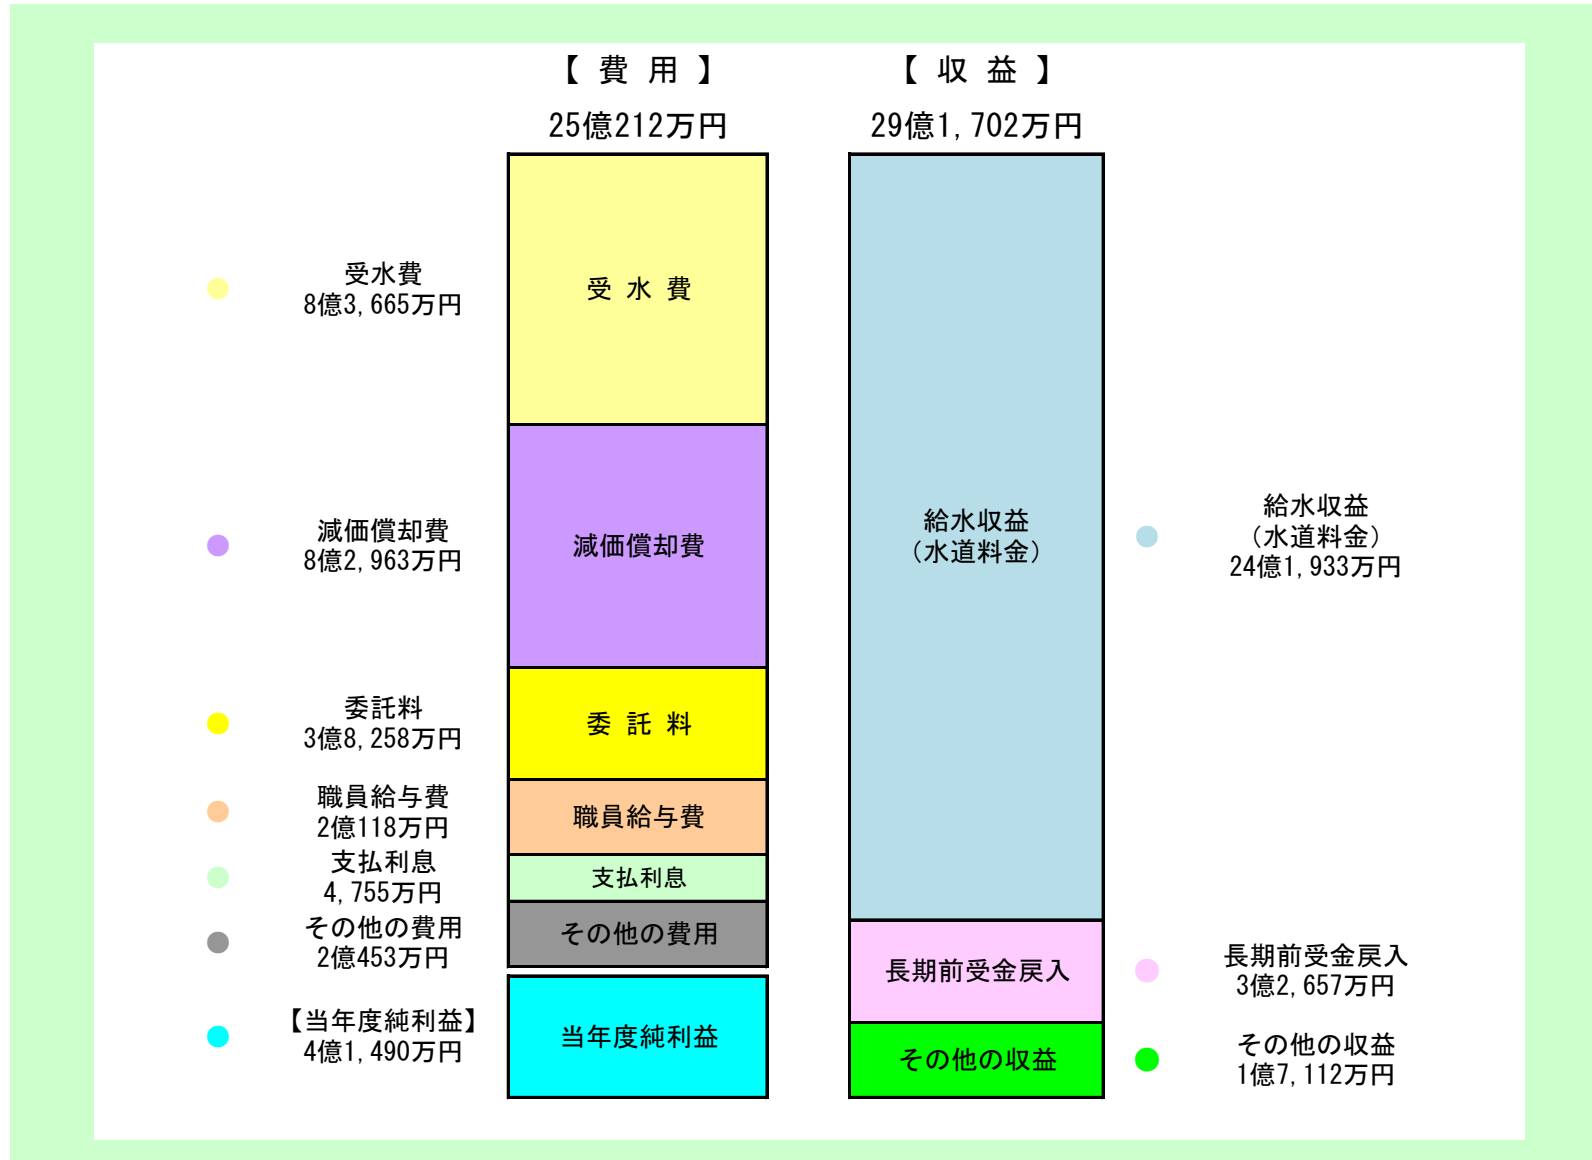 【 費 用 】
25億212万円
受水費
8億3,665万円
減価償却費
8億2,963万円
委託料
3億8,258万円
職員給与費
2億118万円
支払利息
4,755万円
その他の費用
2億453万円
【当年度純利益】
4億1,490万円
受 水 費
減価償却費
委 託 料
職員給与費
支払利息
その他の費用
当年度純利益
【 収 益 】
29億1,702万円
給水収益
（水道料金）
長期前受金戻入
その他の収益
給水収益
（水道料金）
24億1,933万円
長期前受金戻入
3億2,657万円
その他の収益
1億7,112万円